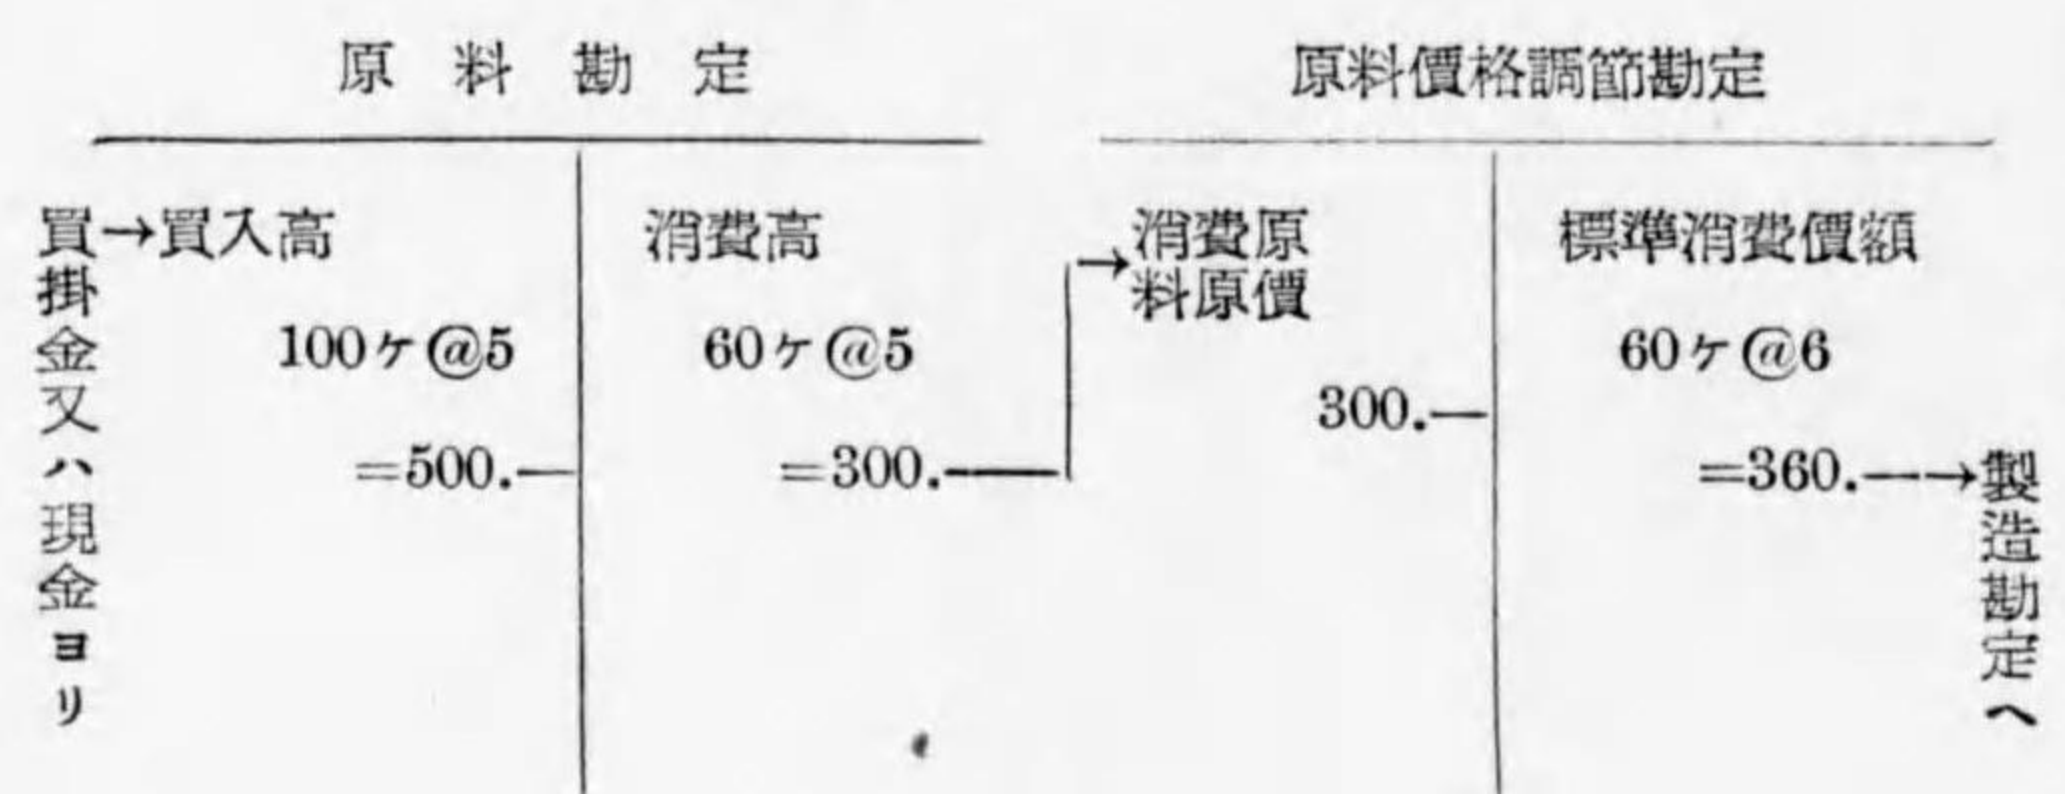 原料勘定
買掛金又ハ現金ヨリ
→買入高
100ケ@5
=500.—
消費高
60ケ@5
=300.—
原料價格調節勘定
→消費原
料原價
300.—
標準消費價額
60ケ@6
=360.—→
製造勘定へ